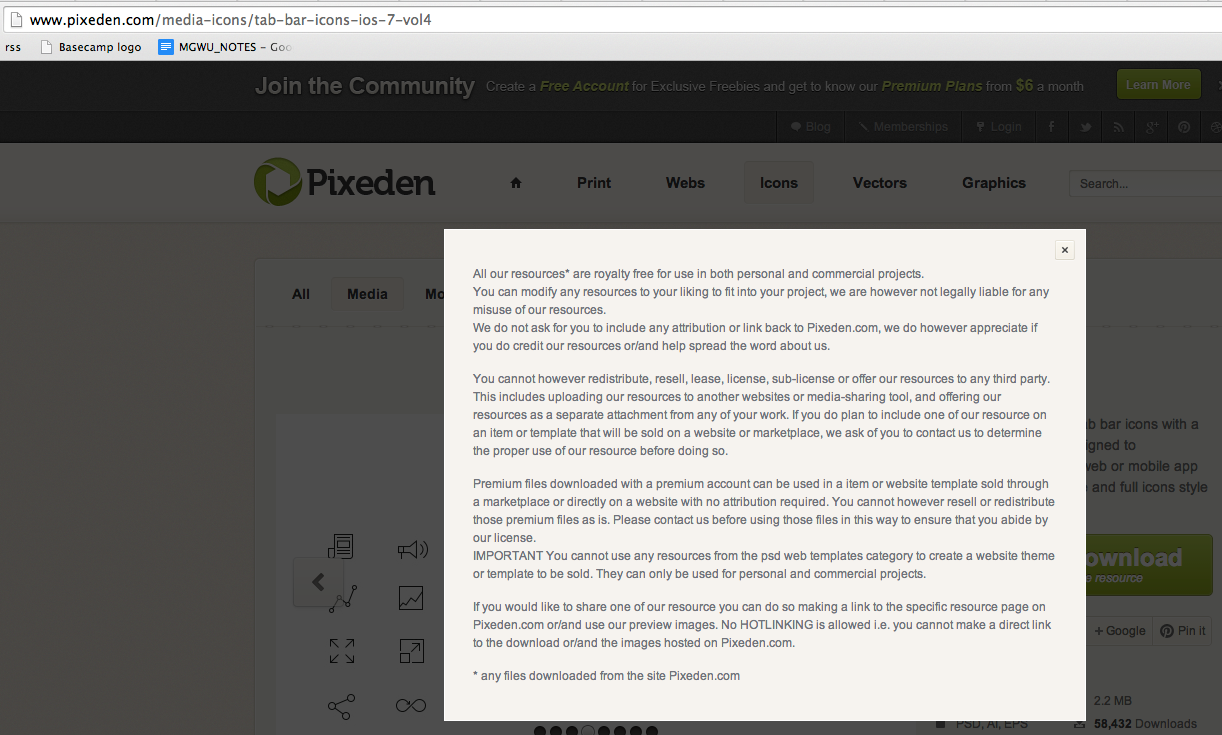 www.pixeden.com/media-icons/tab-bar-icons-ios-7-vol4
rss Basecamp logo MGWU_NOTES – Goo
Join the Community Create a Free Account for Exclusive Freebies and get to know our Premium Plans from $6 a month Learn More
Blog Memberships Login
Pixeden Print Webs Icons Vectors Graphics Search...
All Media Mo
All our resources* are royalty free for use in both personal and commercial projects.
You can modify any resources to your liking to fit into your project, we are however not legally liable for any
misuse of our resources.
We do not ask for you to include any attribution or link back to Pixeden.com, we do however appreciate if
you do credit our resources or/and help spread the word about us.
You cannot however redistribute, resell, lease, license, sub-license or offer our resources to any third party.
This includes uploading our resources to another websites or media-sharing tool, and offering our
resources as a separate attachment from any of your work. If you do plan to include one of our resource on
an item or template that will be sold on a website or marketplace, we ask of you to contact us to determine
the proper use of our resource before doing so.
Premium files downloaded with a premium account can be used in a item or website template sold through
a marketplace or directly on a website with no attribution required. You cannot however resell or redistribute
those premium files as is. Please contact us before using those files in this way to ensure that you abide by
our license.
IMPORTANT You cannot use any resources from the psd web templates category to create a website theme
or template to be sold. They can only be used for personal and commercial projects.
If you would like to share one of our resource you can do so making a link to the specific resource page on
Pixeden.com or/and use our preview images. No HOTLINKING is allowed i.e. you cannot make a direct link
to the download or/and the images hosted on Pixeden.com.
* any files downloaded from the site Pixeden.com
b bar icons with a
igned to
web or mobile app
and full icons style
ownload
e resource
+ Google Pin it
2.2 MB
PSD, AI, EPS 58,432 Downloads